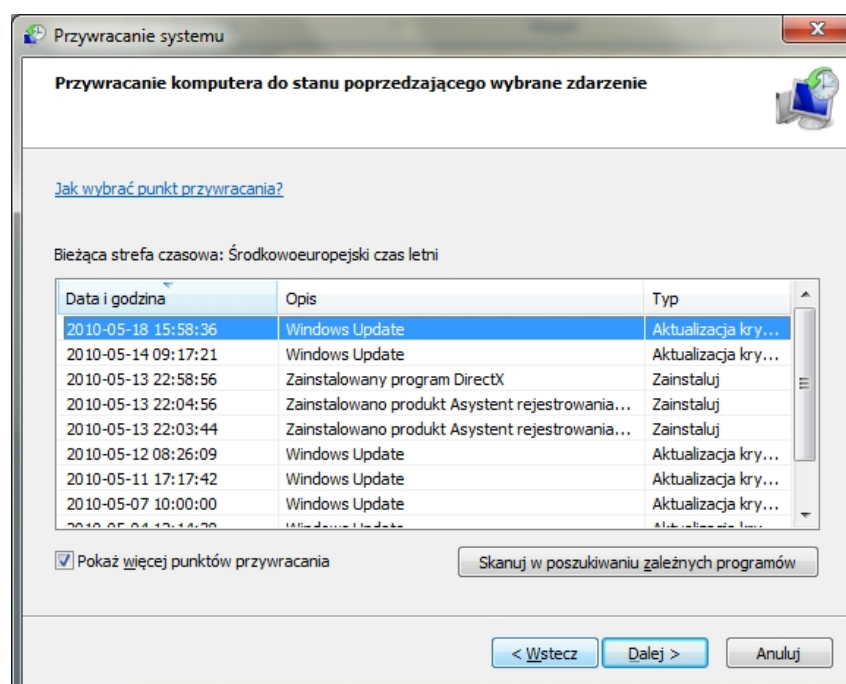 Przywracanie systemu
Przywracanie komputera do stanu poprzedzającego wybrane zdarzenie
Jak wybrać punkt przywracania?
Bieżąca strefa czasowa: Środkowoeuropejski czas letni
Data i godzina Opis Typ
2010-05-18 15:58:36 Windows Update Aktualizacja kry...
2010-05-14 09:17:21 Windows Update Aktualizacja kry...
2010-05-13 22:58:56 Zainstalowany program DirectX Zainstaluj
2010-05-13 22:04:56 Zainstalowano produkt Asystent rejestrowania... Zainstaluj
2010-05-13 22:03:44 Zainstalowano produkt Asystent rejestrowania... Zainstaluj
2010-05-12 08:26:09 Windows Update Aktualizacja kry...
2010-05-11 17:17:42 Windows Update Aktualizacja kry...
2010-05-07 10:00:00 Windows Update Aktualizacja kry...
Windows Update Aktualizacja kry...
Pokaż więcej punktów przywracania Skanuj w poszukiwaniu zależnych programów
< Wstecz Dalej > Anuluj